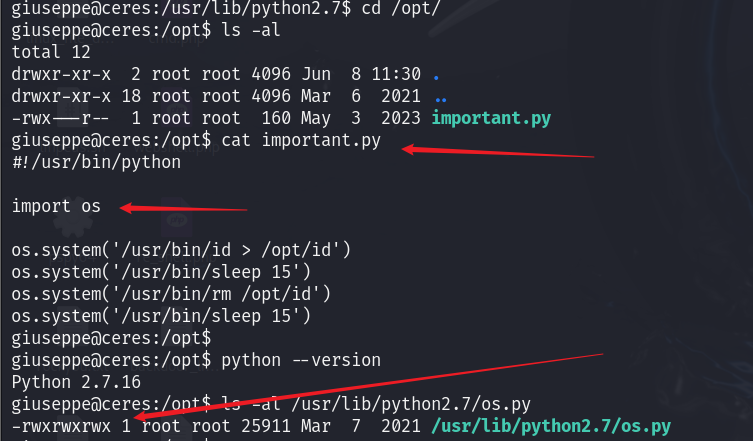 giuseppe@ceres:/usr/lib/python2.7$ cd /opt/
giuseppe@ceres:/opt$ ls -al
total 12
drwxr-xr-x  2 root root 4096 Jun  8 11:30 .
drwxr-xr-x 18 root root 4096 Mar  6  2021 ..
-rwx---r--  1 root root  160 May  3  2023 important.py
giuseppe@ceres:/opt$ cat important.py
#!/usr/bin/python

import os

os.system('/usr/bin/id > /opt/id')
os.system('/usr/bin/sleep 15')
os.system('/usr/bin/rm /opt/id')
os.system('/usr/bin/sleep 15')
giuseppe@ceres:/opt$
giuseppe@ceres:/opt$ python --version
Python 2.7.16
giuseppe@ceres:/opt$ ls -al /usr/lib/python2.7/os.py
-rwxrwxrwx 1 root root 25911 Mar  7  2021 /usr/lib/python2.7/os.py